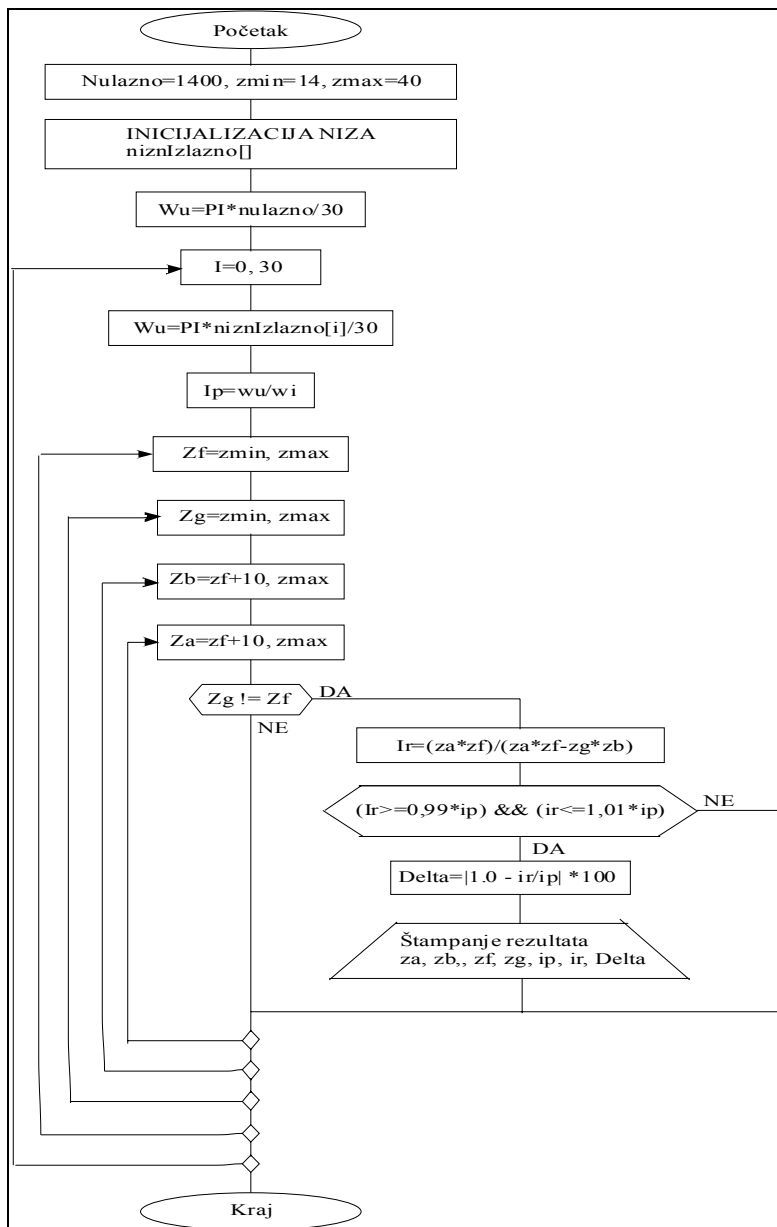 Početak
Nulazno=1400, zmin=14, zmax=40
INICIJALIZACIJA NIZA
niznIzlazno[]
Wu=PI*nulazno/30
I=0, 30
Wu=PI*niznIzlazno[i]/30
Ip=wu/wi
Zf=zmin, zmax
Zg=zmin, zmax
Zb=zf+10, zmax
Za=zf+10, zmax
Zg != Zf
DA
NE
Ir=(za*zf)/(za*zf-zg*zb)
(Ir>=0,99*ip) && (ir<=1,01*ip)
NE
DA
Delta=|1.0 - ir/ip| *100
Štampanje rezultata
za, zb,, zf, zg, ip, ir, Delta
Kraj